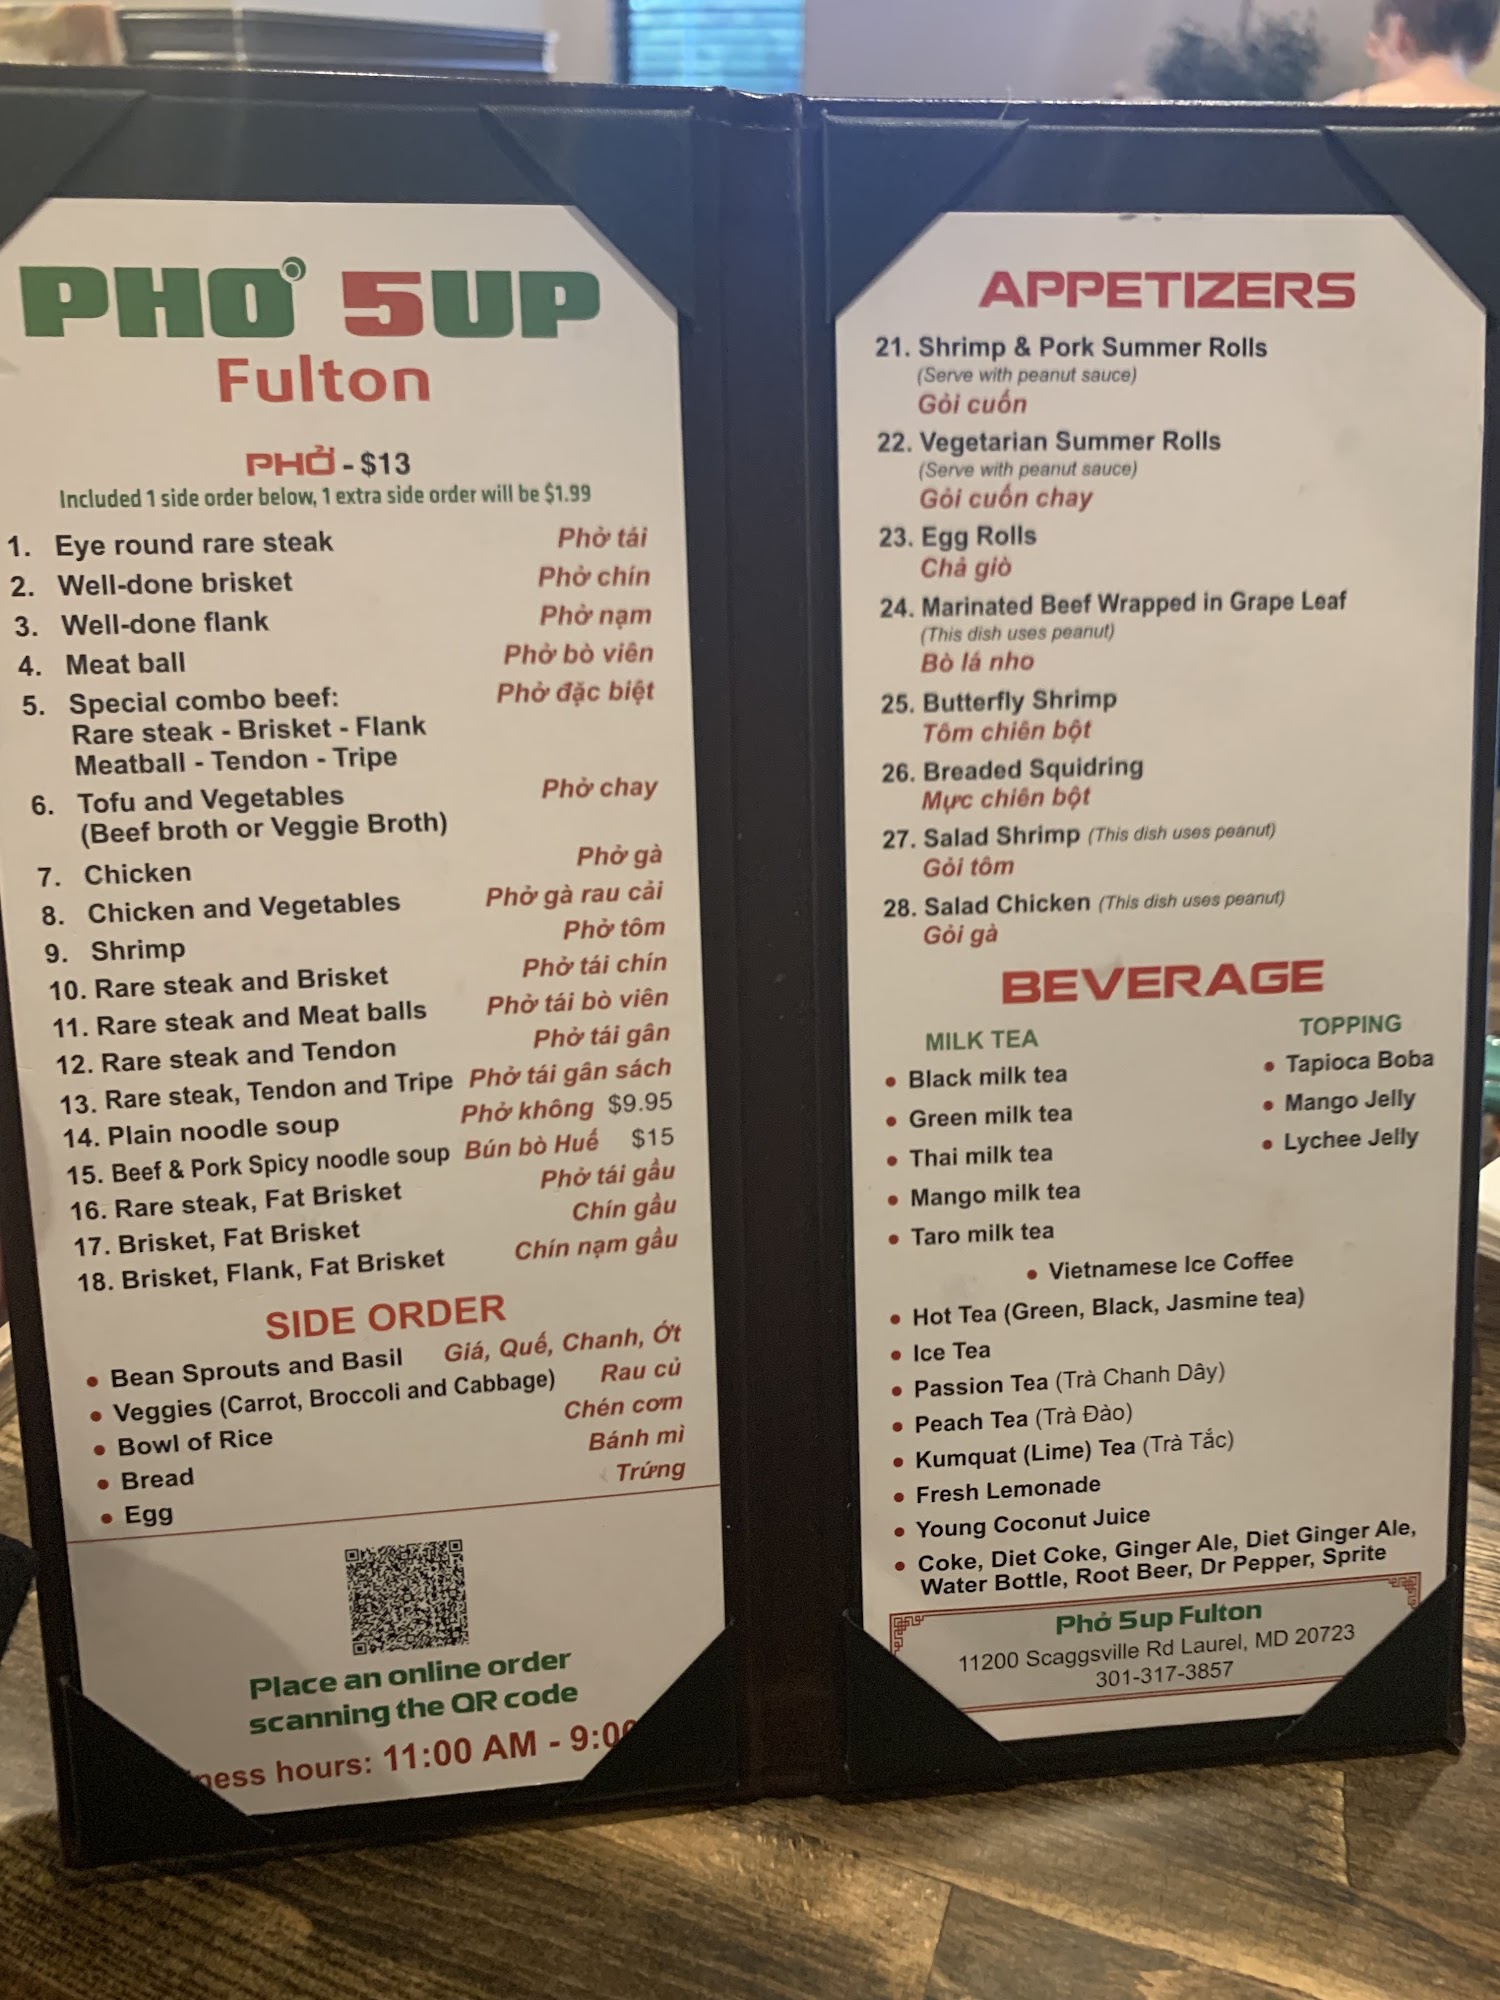 PHỞ 5UP
Fulton
PHỞ - $13
Included 1 side order below, 1 extra side order will be $1.99
1. Eye round rare steak Phở tái
2. Well-done brisket Phở chín
3. Well-done flank Phở nạm
4. Meat ball Phở bò viên
5. Special combo beef: Phở đặc biệt
Rare steak - Brisket - Flank
Meatball - Tendon - Tripe
6. Tofu and Vegetables Phở chay
(Beef broth or Veggie Broth)
7. Chicken Phở gà
8. Chicken and Vegetables Phở gà rau cải
9. Shrimp Phở tôm
10. Rare steak and Brisket Phở tái chín
11. Rare steak and Meat balls Phở tái bò viên
12. Rare steak and Tendon Phở tái gân
13. Rare steak, Tendon and Tripe Phở tái gân sách
14. Plain noodle soup Phở không $9.95
15. Beef & Pork Spicy noodle soup Bún bò Huế $15
16. Rare steak, Fat Brisket Phở tái gầu
17. Brisket, Fat Brisket Chín gầu
18. Brisket, Flank, Fat Brisket Chín nạm gầu
SIDE ORDER
• Bean Sprouts and Basil Giá, Quế, Chanh, Ớt
• Veggies (Carrot, Broccoli and Cabbage) Rau củ
• Bowl of Rice Chén cơm
• Bread Bánh mì
• Egg Trứng
Place an online order
scanning the QR code
ness hours: 11:00 AM - 9:00
APPETIZERS
21. Shrimp & Pork Summer Rolls
(Serve with peanut sauce)
Gỏi cuốn
22. Vegetarian Summer Rolls
(Serve with peanut sauce)
Gỏi cuốn chay
23. Egg Rolls
Chả giò
24. Marinated Beef Wrapped in Grape Leaf
(This dish uses peanut)
Bò lá nho
25. Butterfly Shrimp
Tôm chiên bột
26. Breaded Squidring
Mực chiên bột
27. Salad Shrimp (This dish uses peanut)
Gỏi tôm
28. Salad Chicken (This dish uses peanut)
Gỏi gà
BEVERAGE
MILK TEA
• Black milk tea
• Green milk tea
• Thai milk tea
• Mango milk tea
• Taro milk tea
TOPPING
• Tapioca Boba
• Mango Jelly
• Lychee Jelly
• Vietnamese Ice Coffee
• Hot Tea (Green, Black, Jasmine tea)
• Ice Tea
• Passion Tea (Trà Chanh Dây)
• Peach Tea (Trà Đào)
• Kumquat (Lime) Tea (Trà Tắc)
• Fresh Lemonade
• Young Coconut Juice
• Coke, Diet Coke, Ginger Ale, Diet Ginger Ale,
Water Bottle, Root Beer, Dr Pepper, Sprite
Phở 5up Fulton
11200 Scaggsville Rd Laurel, MD 20723
301-317-3857